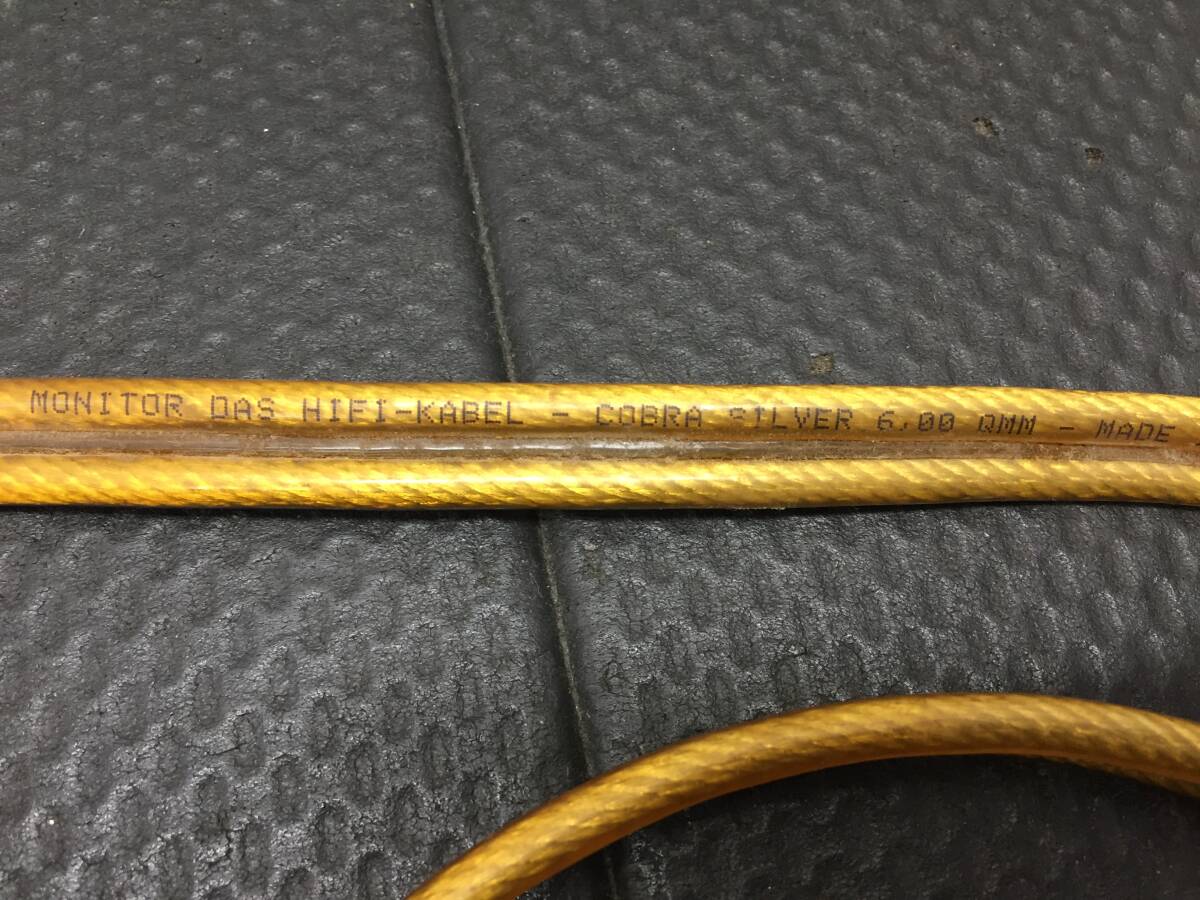 MONITOR DAS HIFI-KABEL - COBRA SILVER 6,00 QMM - MADE